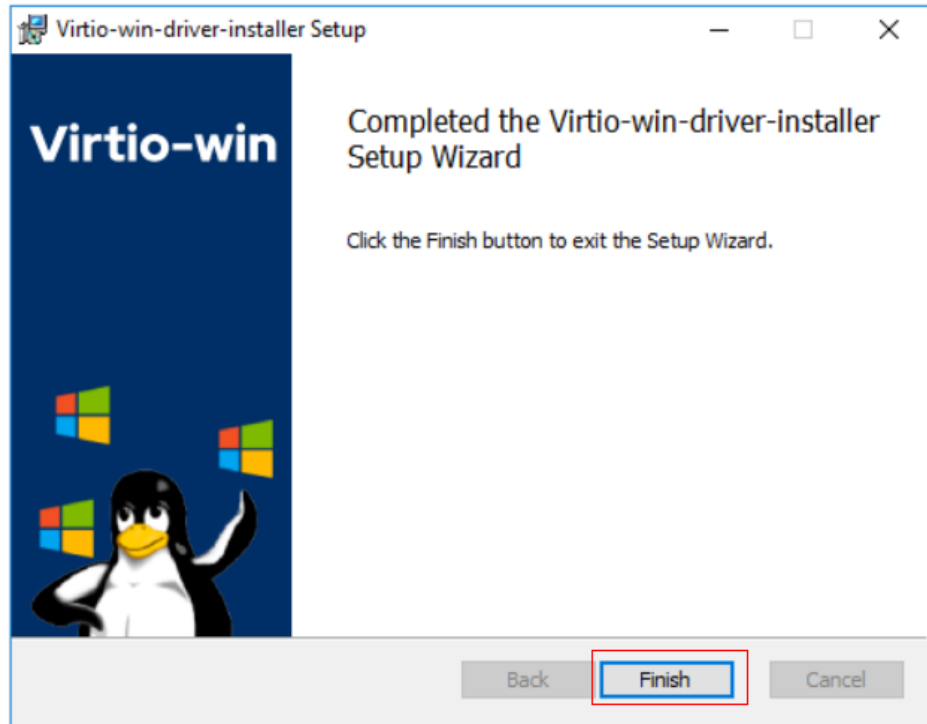 Virtio-win-driver-installer Setup
Virtio-win
Completed the Virtio-win-driver-installer
Setup Wizard
Click the Finish button to exit the Setup Wizard.
Back
Finish
Cancel